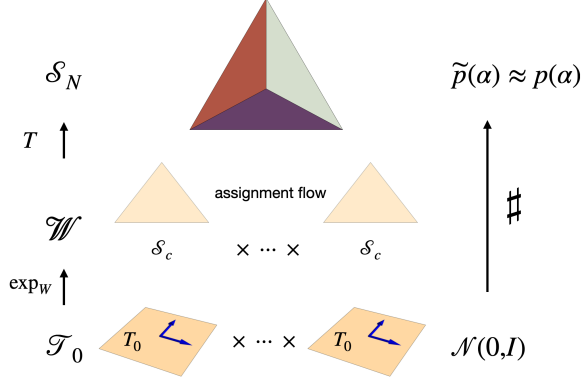 𝒮_N
p̃(α) ≈ p(α)
T
assignment flow
♯
𝒲
𝒮_c × ··· × 𝒮_c
exp_W
𝒯_0
T_0 × ··· × T_0
𝒩(0,I)